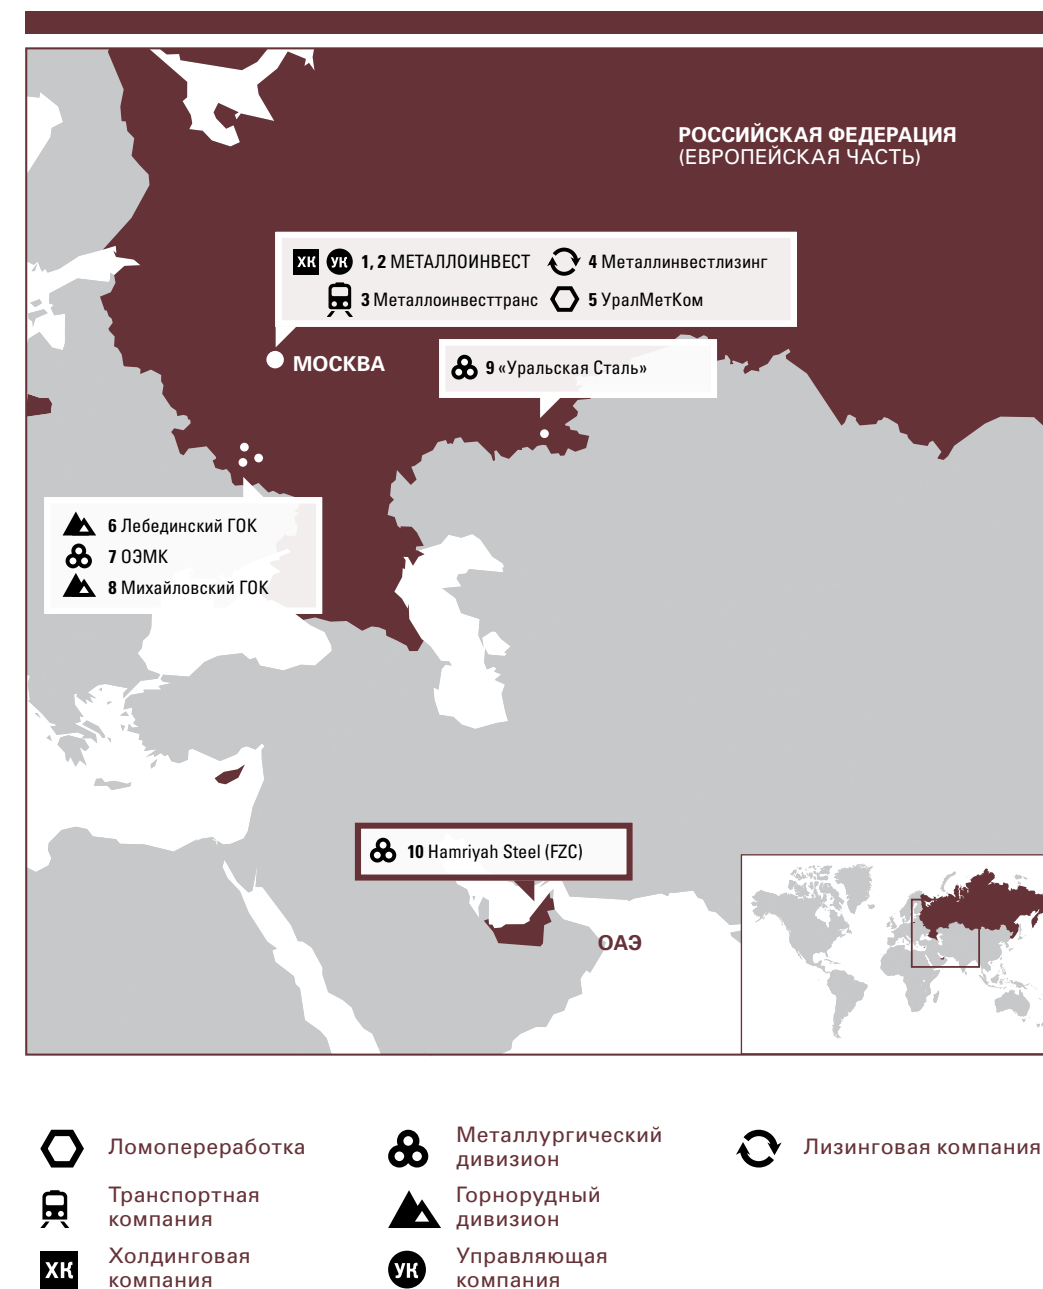 РОССИЙСКАЯ ФЕДЕРАЦИЯ
(ЕВРОПЕЙСКАЯ ЧАСТЬ)
ХК УК 1, 2 МЕТАЛЛОИНВЕСТ 4 Металлинвестлизинг
3 Металлоинвесттранс 5 УралМетКом
МОСКВА
9 «Уральская Сталь»
6 Лебединский ГОК
7 ОЭМК
8 Михайловский ГОК
10 Hamriyah Steel (FZC)
ОАЭ
Ломопереработка
Транспортная
компания
ХК Холдинговая
компания
Металлургический
дивизион
Горнорудный
дивизион
УК Управляющая
компания
Лизинговая компания